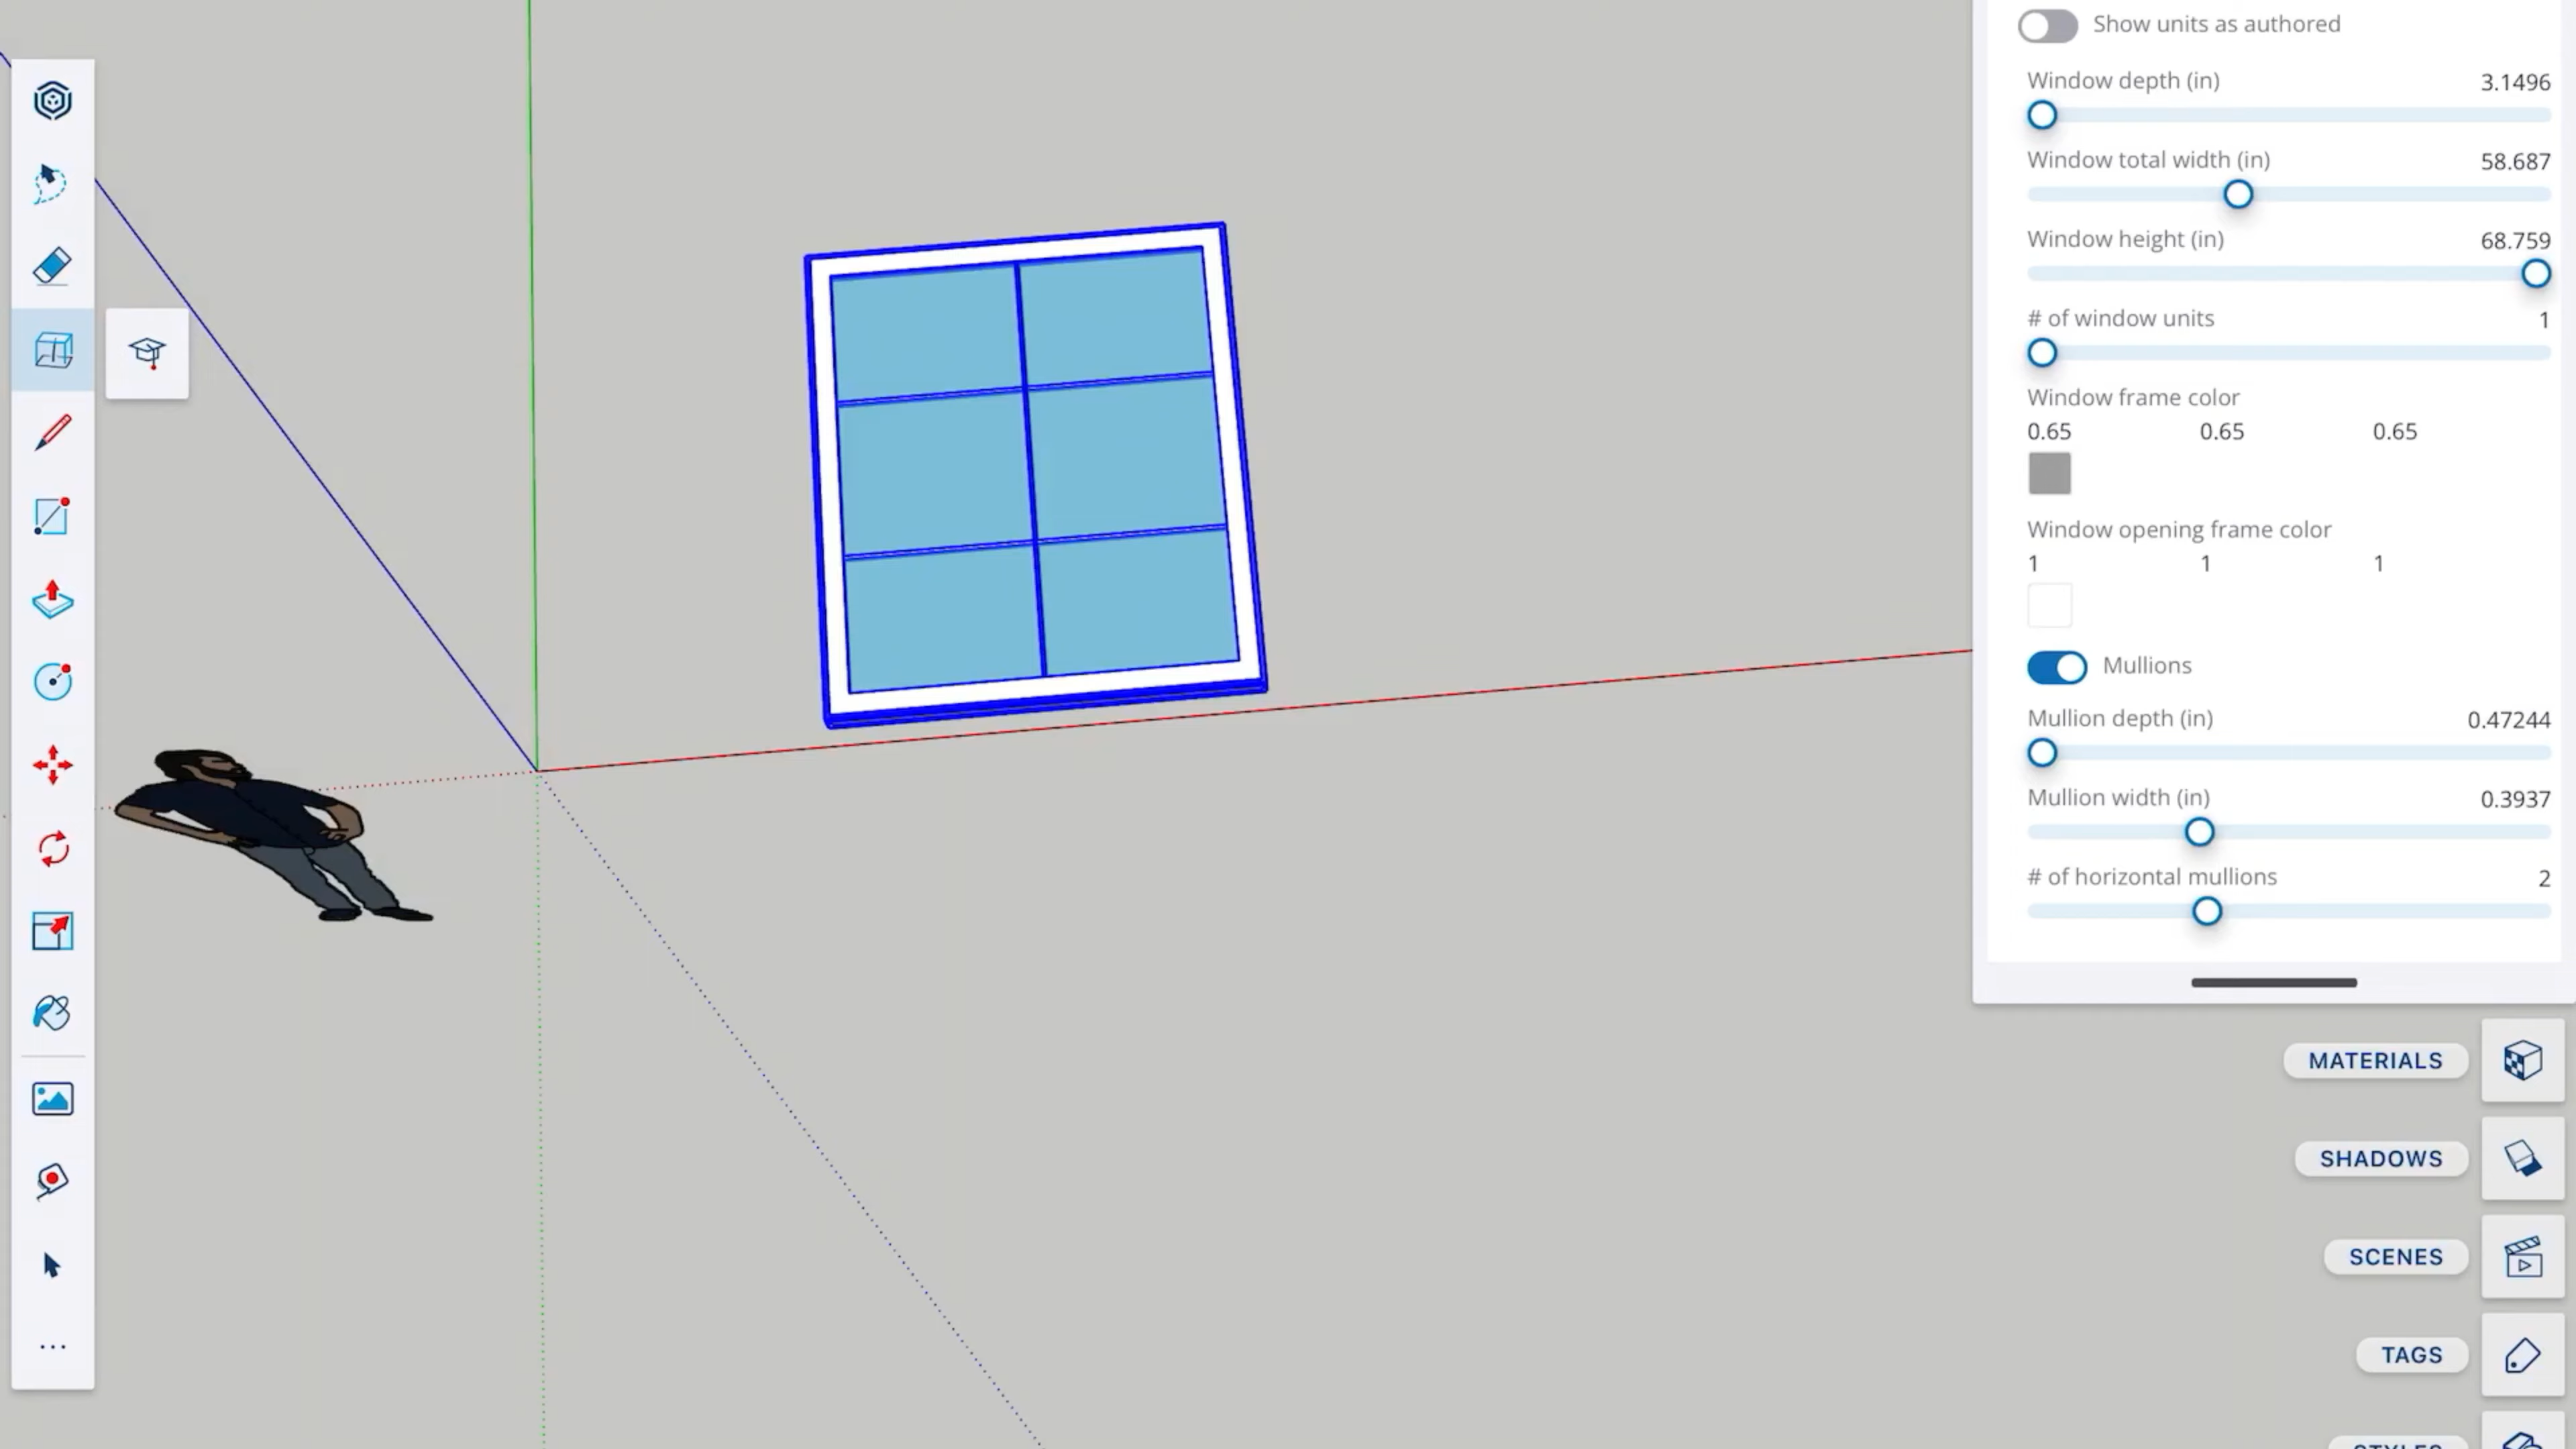 Show units as authored
Window depth (in) 3.1496
Window total width (in) 58.687
Window height (in) 68.759
# of window units 1
Window frame color
0.65 0.65 0.65
Window opening frame color
1 1 1
Mullions
Mullion depth (in) 0.47244
Mullion width (in) 0.3937
# of horizontal mullions 2
MATERIALS
SHADOWS
SCENES
TAGS